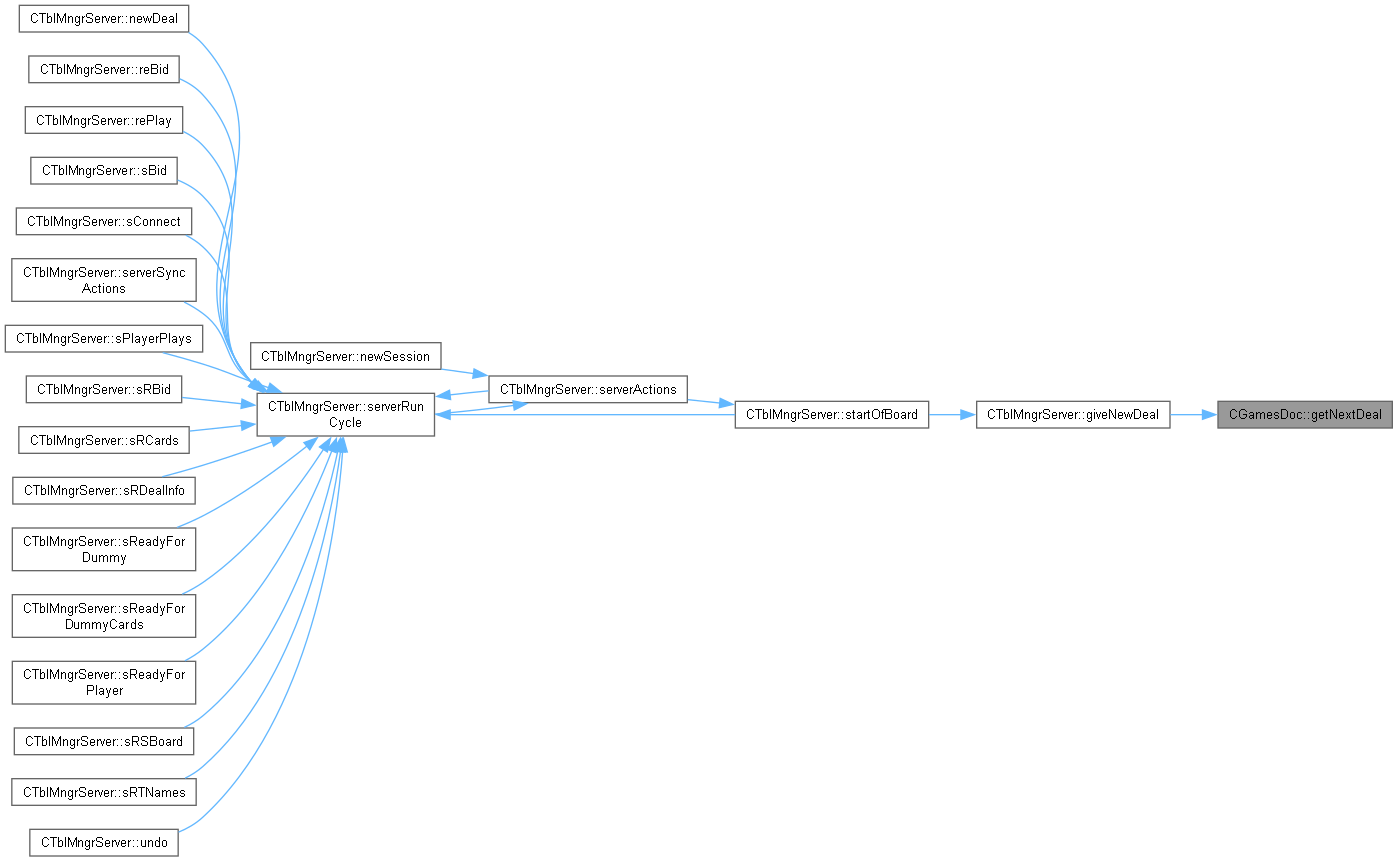 CTblMngrServer::newDeal
CTblMngrServer::reBid
CTblMngrServer::rePlay
CTblMngrServer::sBid
CTblMngrServer::sConnect
CTblMngrServer::serverSync
Actions
CTblMngrServer::sPlayerPlays
CTblMngrServer::sRBid
CTblMngrServer::sRCards
CTblMngrServer::sRDealInfo
CTblMngrServer::sReadyFor
Dummy
CTblMngrServer::sReadyFor
DummyCards
CTblMngrServer::sReadyFor
Player
CTblMngrServer::sRSBoard
CTblMngrServer::sRTNames
CTblMngrServer::undo
CTblMngrServer::newSession
CTblMngrServer::serverRun
Cycle
CTblMngrServer::serverActions
CTblMngrServer::startOfBoard
CTblMngrServer::giveNewDeal
CGamesDoc::getNextDeal